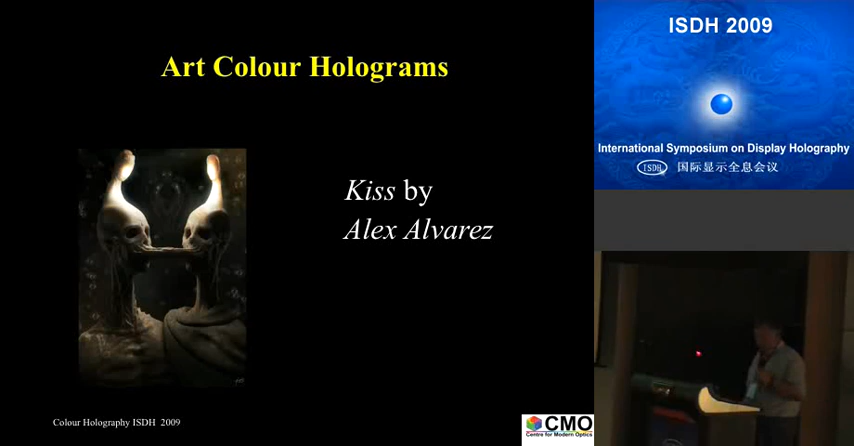 Art Colour Holograms
Kiss by
Alex Alvarez
Colour Holography ISDH 2009
CMO
Centre for Modern Optics
ISDH 2009
International Symposium on Display Holography
ISDH 国际显示全息会议